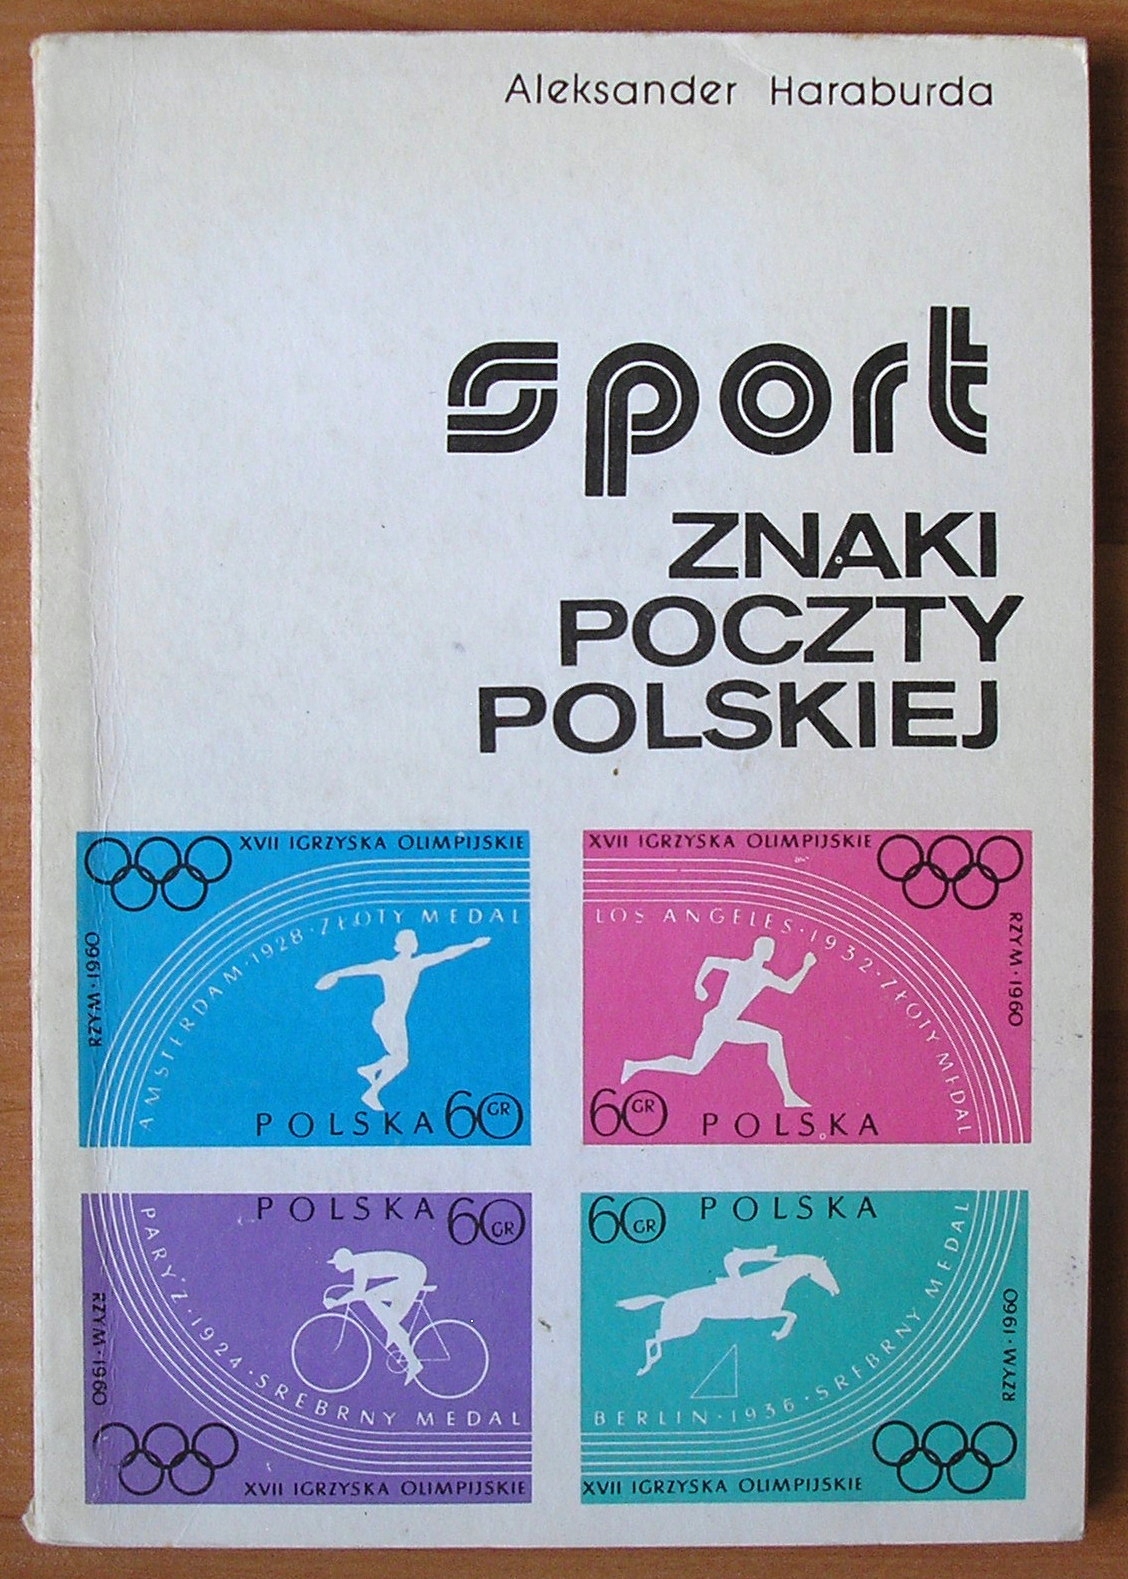 Aleksander Haraburda
sport
ZNAKI
POCZTY
POLSKIEJ
XVII IGRZYSKA OLIMPIJSKIE
RZYM · 1960
AMSTERDAM · 1928 · ZŁOTY MEDAL
POLSKA 60 GR
XVII IGRZYSKA OLIMPIJSKIE
LOS ANGELES · 1932 · ZŁOTY MEDAL
RZYM · 1960
60 GR POLSKA
POLSKA 60 GR
PARYŻ · 1924 · SREBRNY MEDAL
RZYM · 1960
XVII IGRZYSKA OLIMPIJSKIE
60 GR POLSKA
BERLIN · 1936 · SREBRNY MEDAL
RZYM · 1960
XVII IGRZYSKA OLIMPIJSKIE